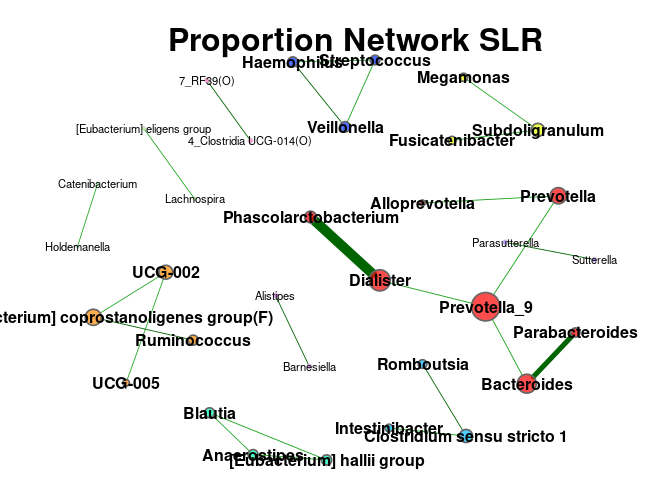 Proportion Network SLR
Haemophilus
Streptococcus
7_RF39(O)
Megamonas
[Eubacterium] eligens group
Veillonella
Subdoligranulum
4_Clostridia UCG-014(O)
Fusicatenibacter
Catenibacterium
Lachnospira
Prevotella
Alloprevotella
Phascolarctobacterium
Parasutterella
Holdemanella
Sutterella
UCG-002
Dialister
Alistipes
Prevotella_9
cterium] coprostanoligenes group(F)
Parabacteroides
Ruminococcus
Romboutsia
Barnesiella
UCG-005
Bacteroides
Blautia
Intestinibacter
Clostridium sensu stricto 1
Anaerostipes
[Eubacterium] hallii group